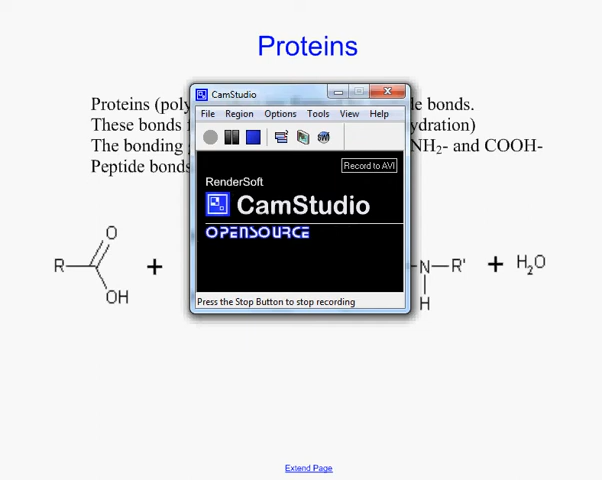 Proteins
CamStudio
Proteins (poly de bonds.
File Region Options Tools View Help
These bonds ydration)
The bonding NH2- and COOH-
Peptide bonds
Record to AVI
RenderSoft
CamStudio
OPENSOURCE
O
R
OH
+
N
R'
H
+
H2O
Press the Stop Button to stop recording
Extend Page